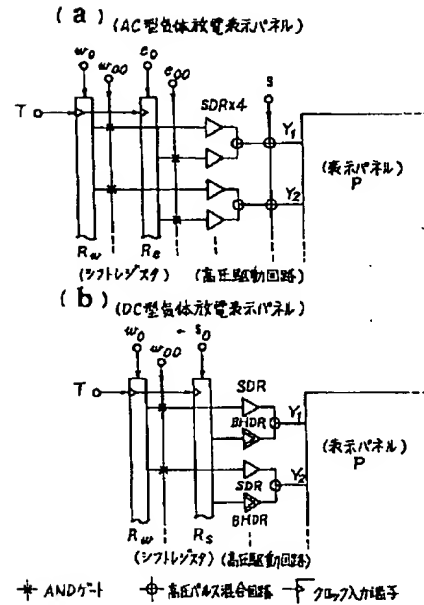 (a) (AC型気体放電表示パネル)
w0 e0
w00 e00 S
SDR×4
T
Y1
(表示パネル)
P
Y2
Rw Re
(シフトレジスタ) (高圧駆動回路)
(b) (DC型気体放電表示パネル)
w0 s0
w00
T SDR
Y1
BHDR
(表示パネル)
P
Y2
SDR
BHDR
Rw Rs
(シフトレジスタ) (高圧駆動回路)
ANDゲート 高圧パルス混合回路 クロック入力端子